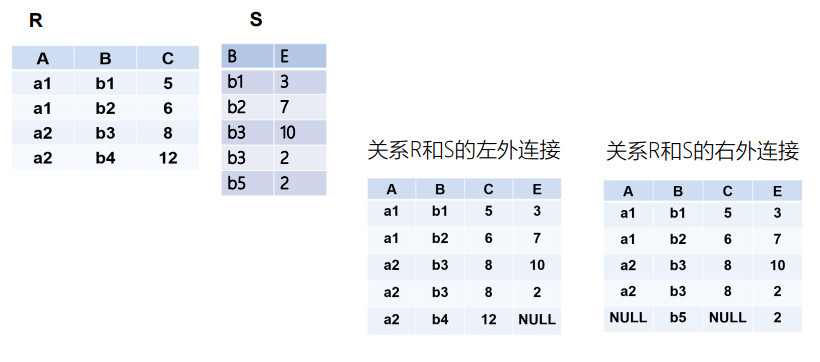 R
A B C
a1 b1 5
a1 b2 6
a2 b3 8
a2 b4 12
S
B E
b1 3
b2 7
b3 10
b3 2
b5 2
关系R和S的左外连接
A B C E
a1 b1 5 3
a1 b2 6 7
a2 b3 8 10
a2 b3 8 2
a2 b4 12 NULL
关系R和S的右外连接
A B C E
a1 b1 5 3
a1 b2 6 7
a2 b3 8 10
a2 b3 8 2
NULL b5 NULL 2